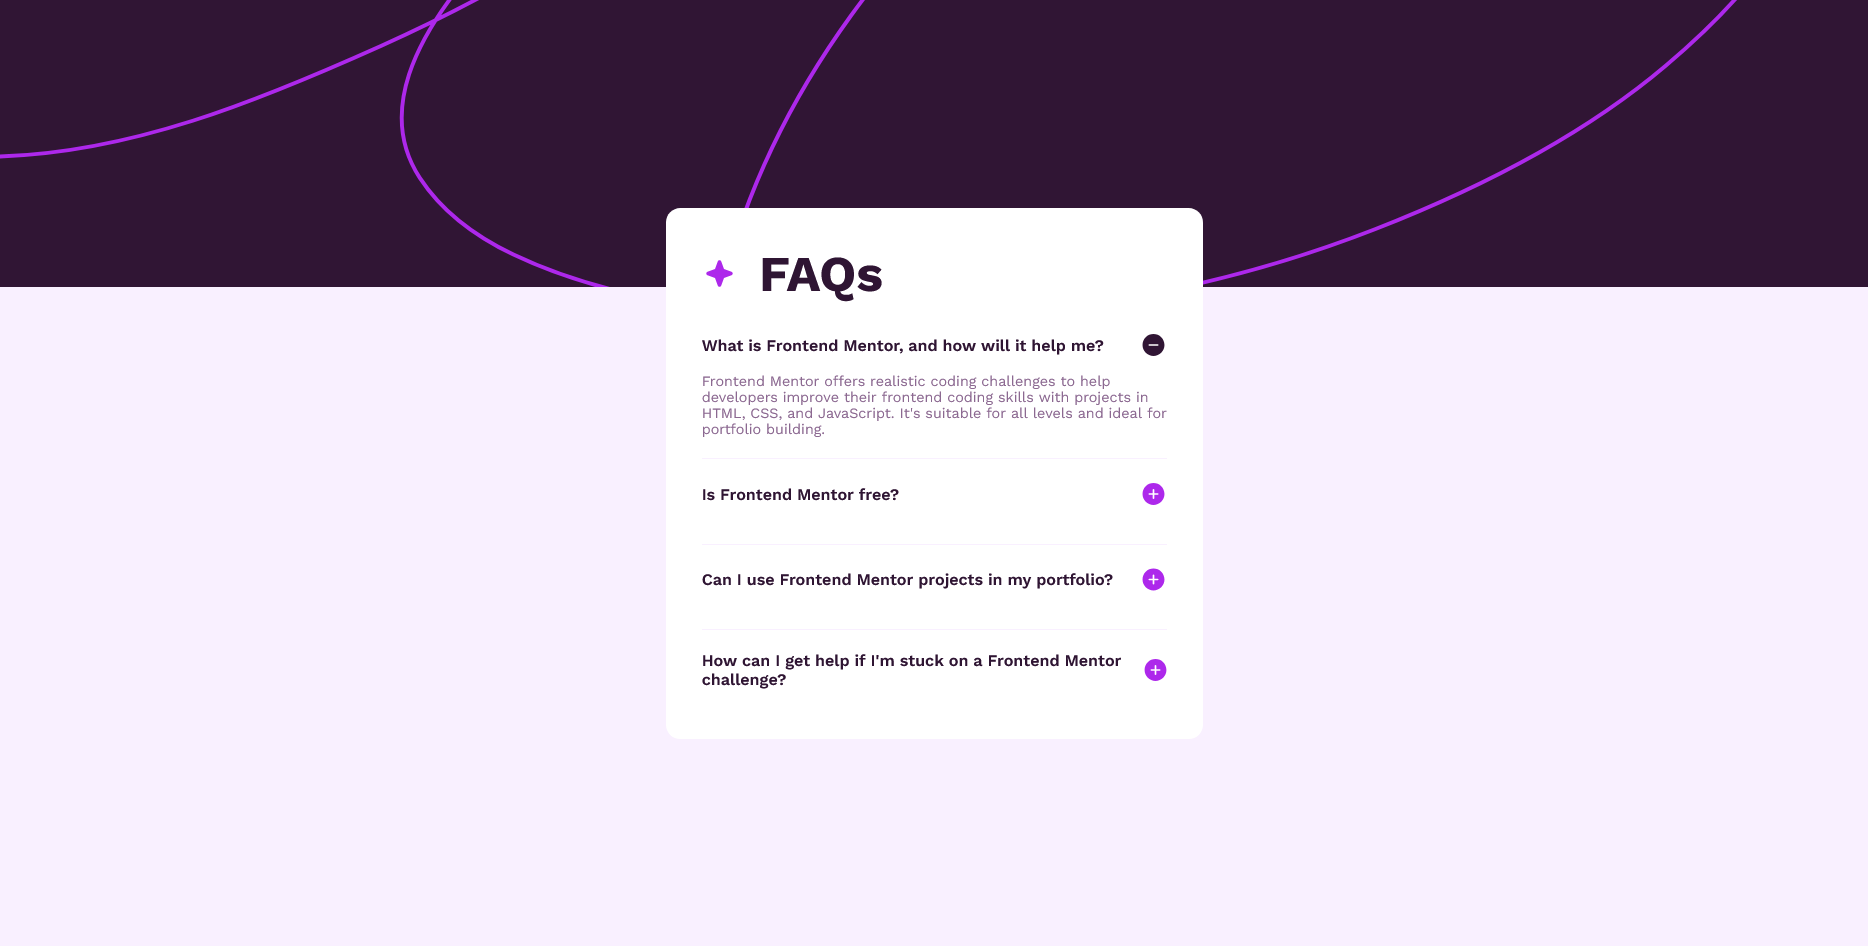 FAQs
What is Frontend Mentor, and how will it help me?
Frontend Mentor offers realistic coding challenges to help
developers improve their frontend coding skills with projects in
HTML, CSS, and JavaScript. It's suitable for all levels and ideal for
portfolio building.
Is Frontend Mentor free?
Can I use Frontend Mentor projects in my portfolio?
How can I get help if I'm stuck on a Frontend Mentor
challenge?